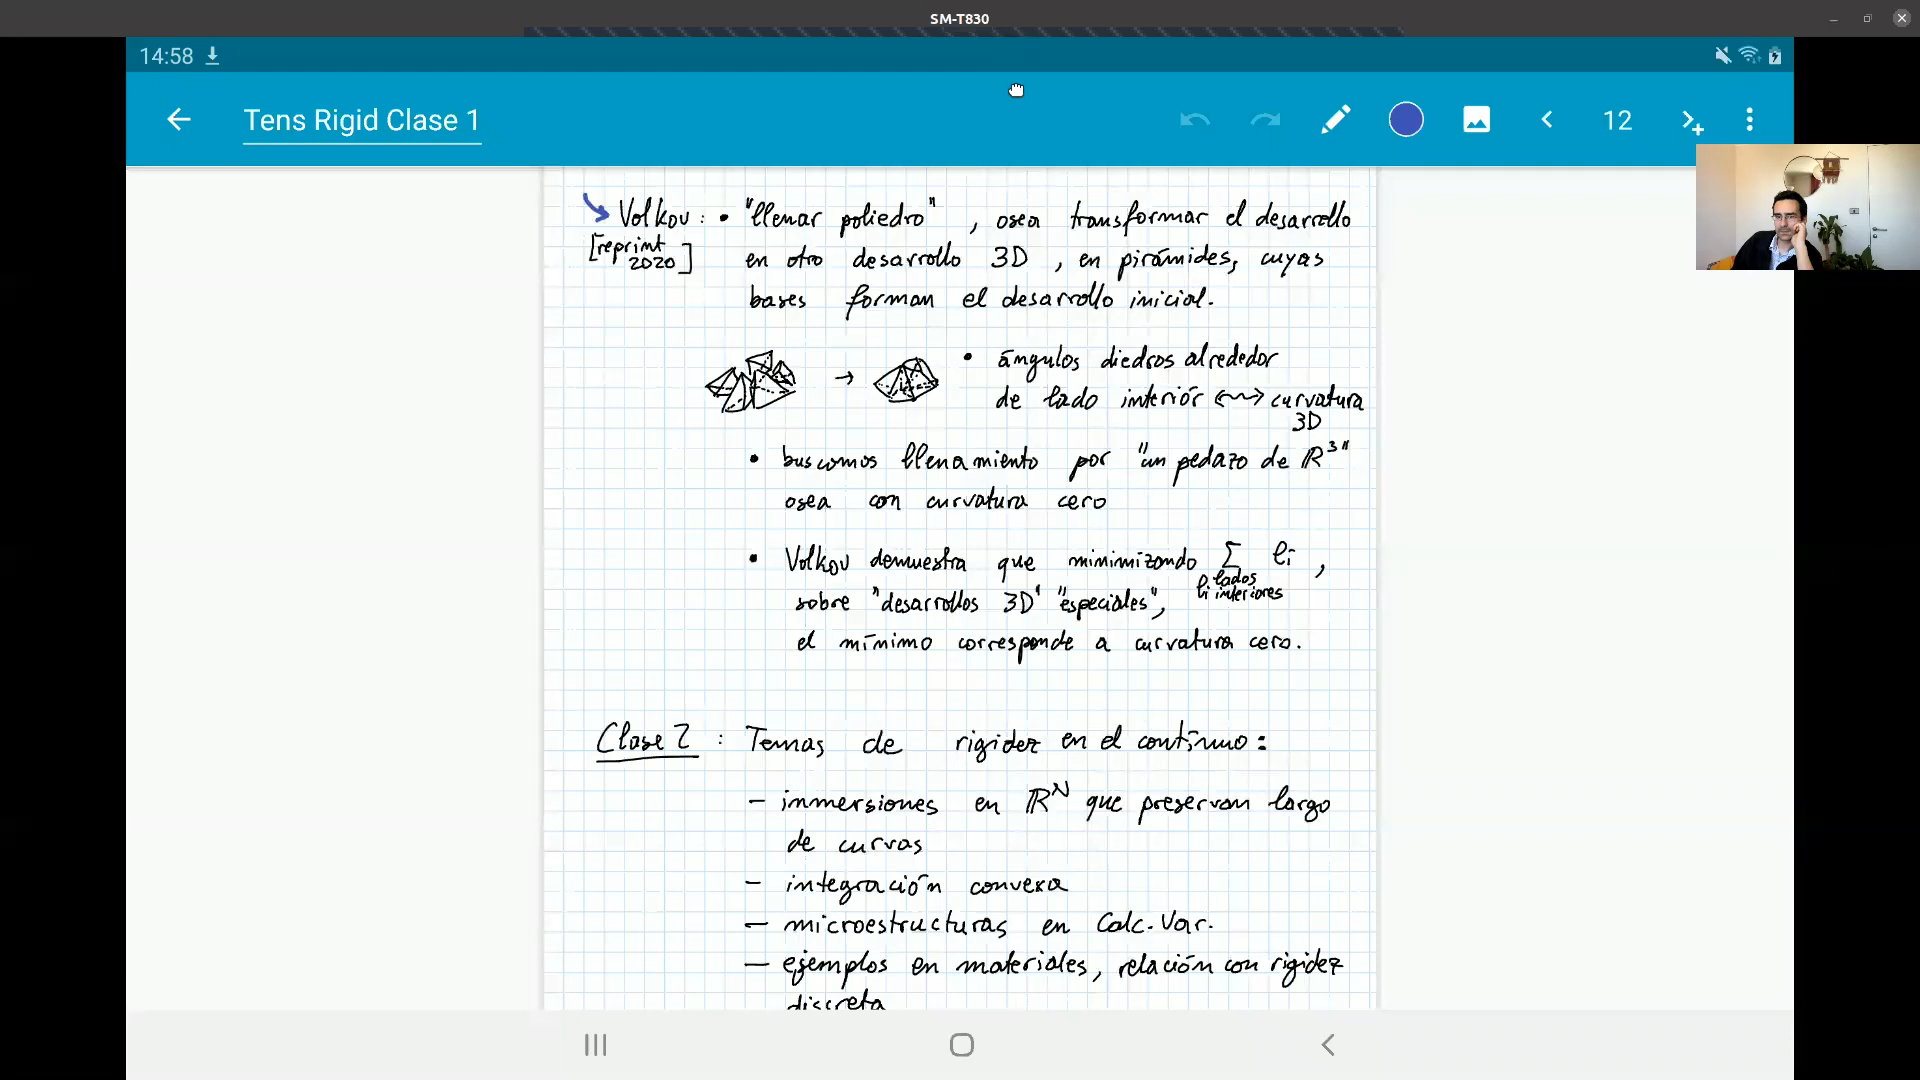 SM-T830
14:58
Tens Rigid Clase 1
12
Volkov : • "llenar poliedro" , osea transformar el desarrollo
[reprint 2020]
en otro desarrollo 3D , en pirámides, cuyas
bases forman el desarrollo inicial.
→ • ángulos diedros alrededor
de lado interior ↔ curvatura
3D
• buscamos llenamiento por "un pedazo de ℝ³"
osea con curvatura cero
• Volkov demuestra que minimizando ∑ ℓi ,
ℓi lados interiores
sobre "desarrollos 3D" "especiales",
el mínimo corresponde a curvatura cero.
Clase 2 : Temas de rigidez en el contínuo :
– inmersiones en ℝᴺ que preservan largo
de curvas
– integración convexa
– microestructuras en Calc. Var.
– ejemplos en materiales, relación con rigidez
discreta